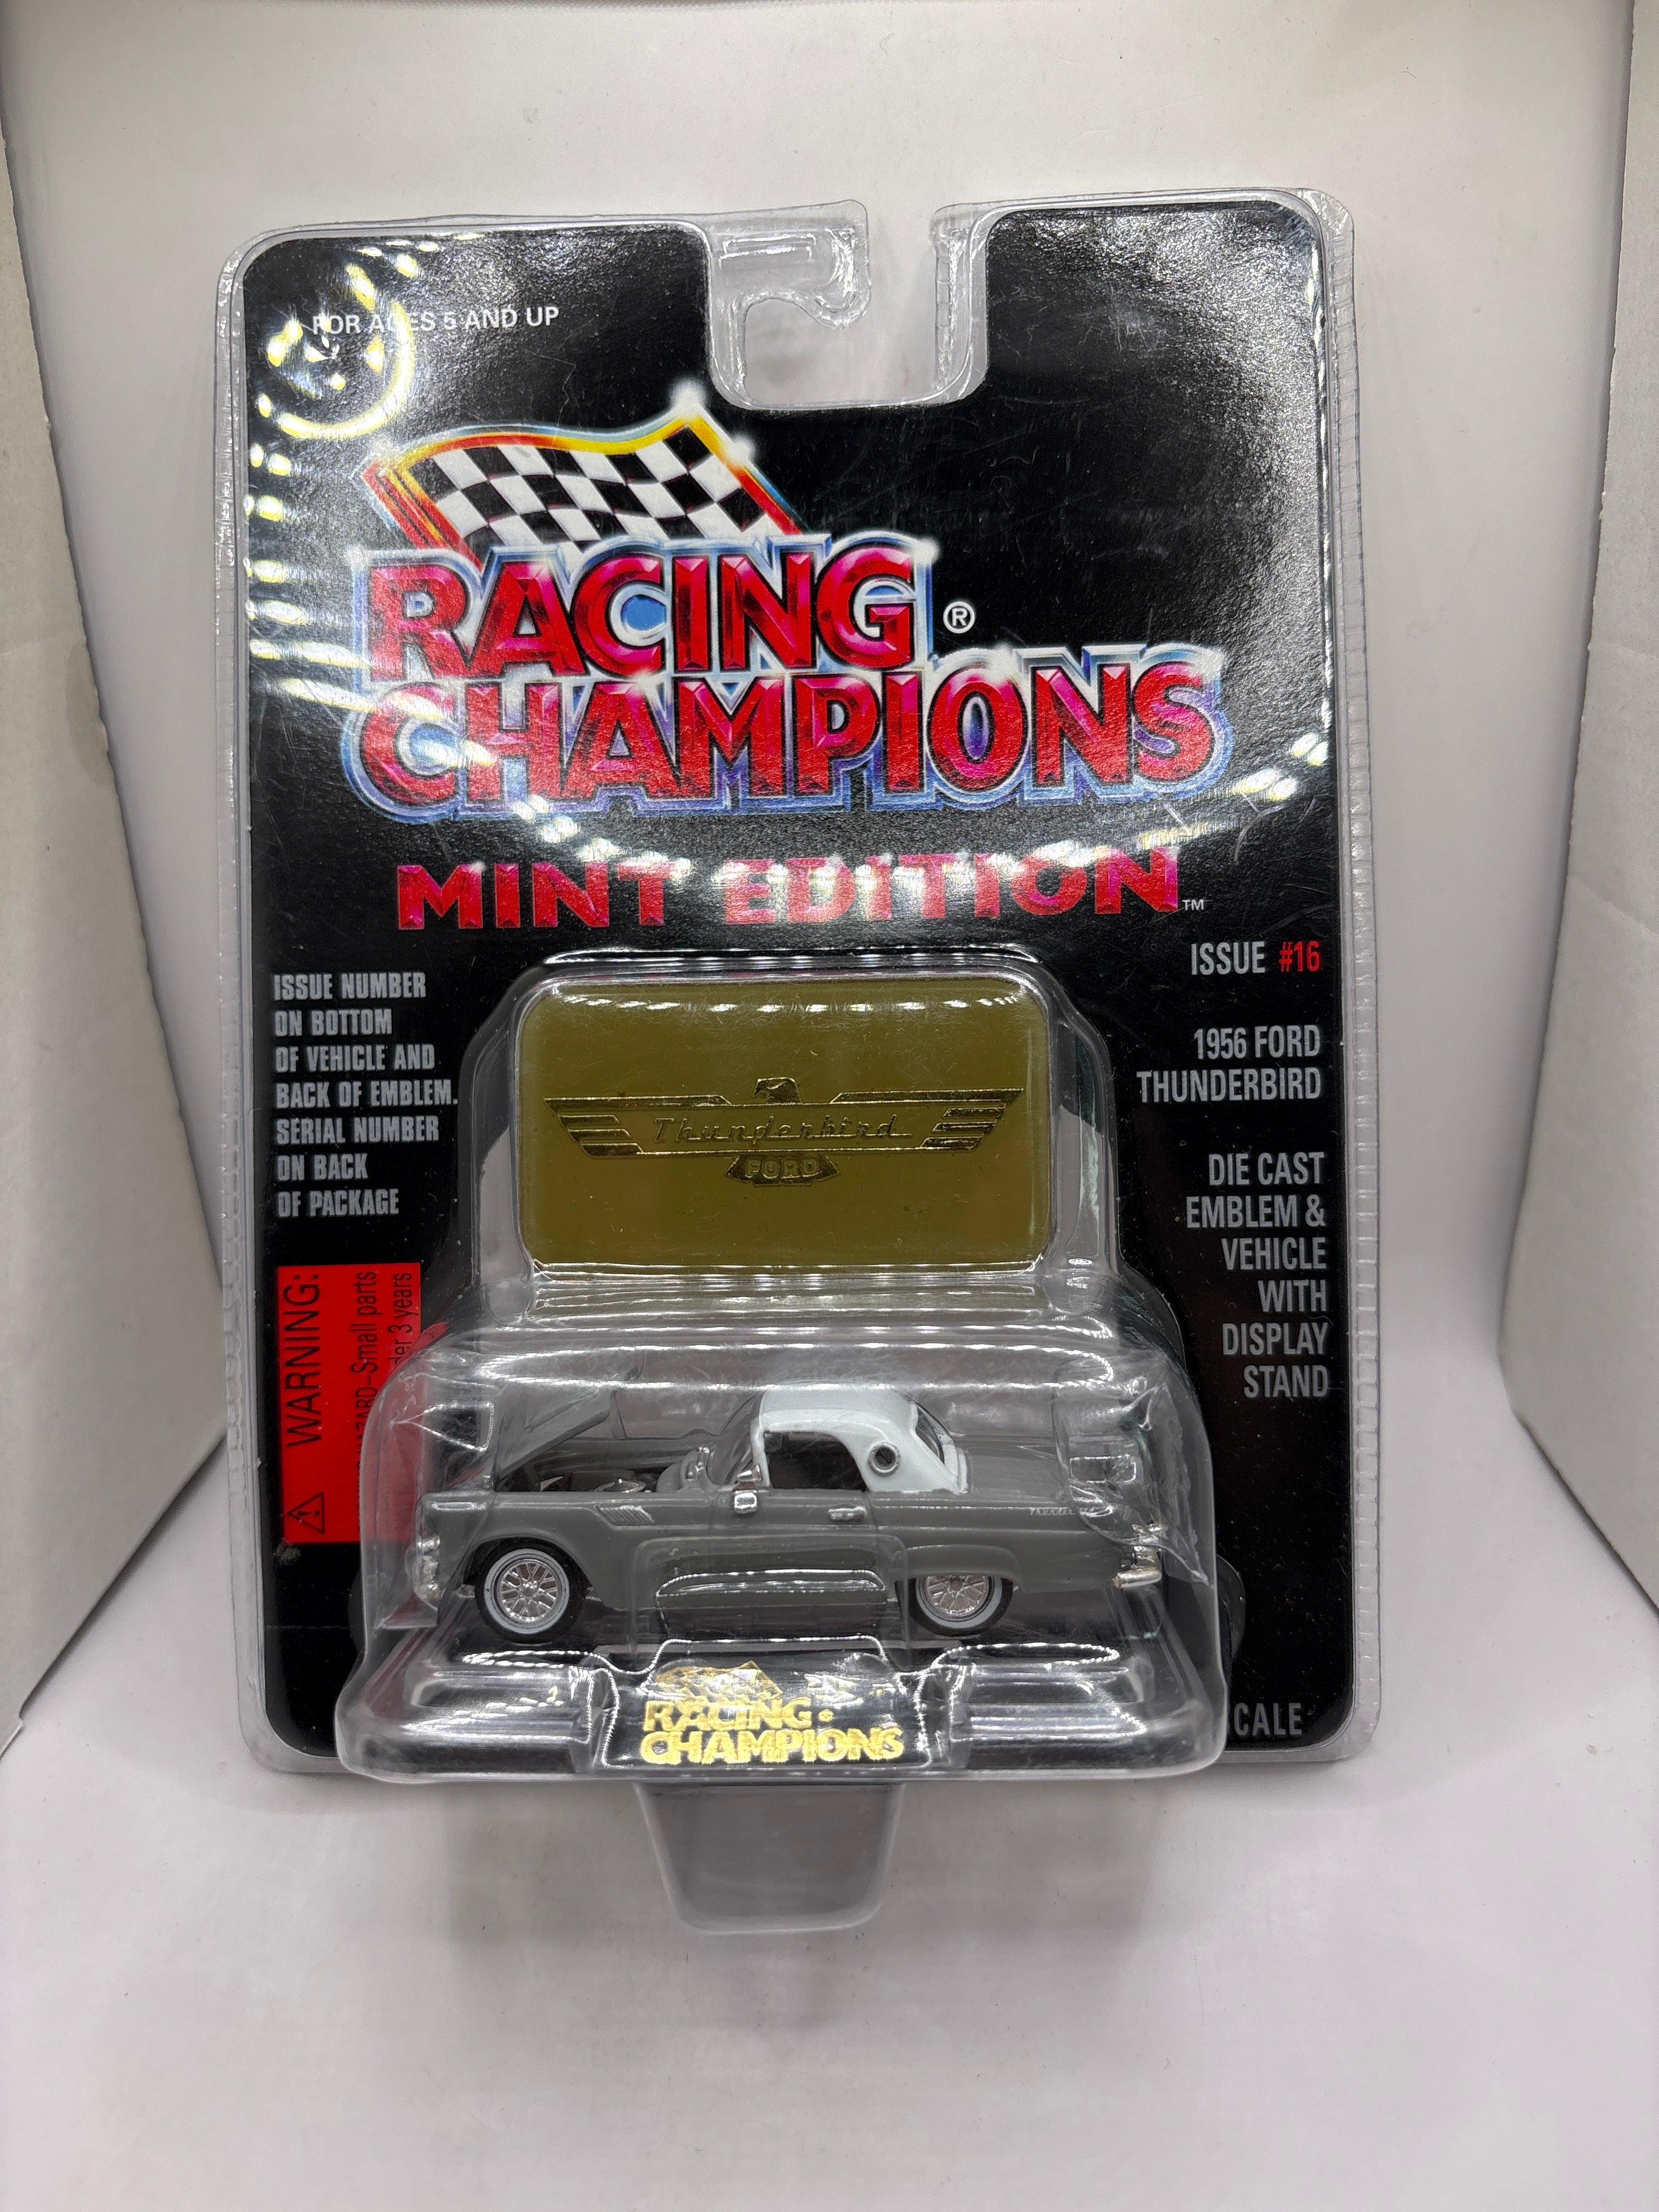 FOR AGES 5 AND UP
RACING ®
CHAMPIONS
MINT EDITION ™
ISSUE #16
ISSUE NUMBER
ON BOTTOM
OF VEHICLE AND
BACK OF EMBLEM.
SERIAL NUMBER
ON BACK
OF PACKAGE
1956 FORD
THUNDERBIRD
DIE CAST
EMBLEM &
VEHICLE
WITH
DISPLAY
STAND
Thunderbird
FORD
WARNING:
Small parts
3 years
RACING
CHAMPIONS